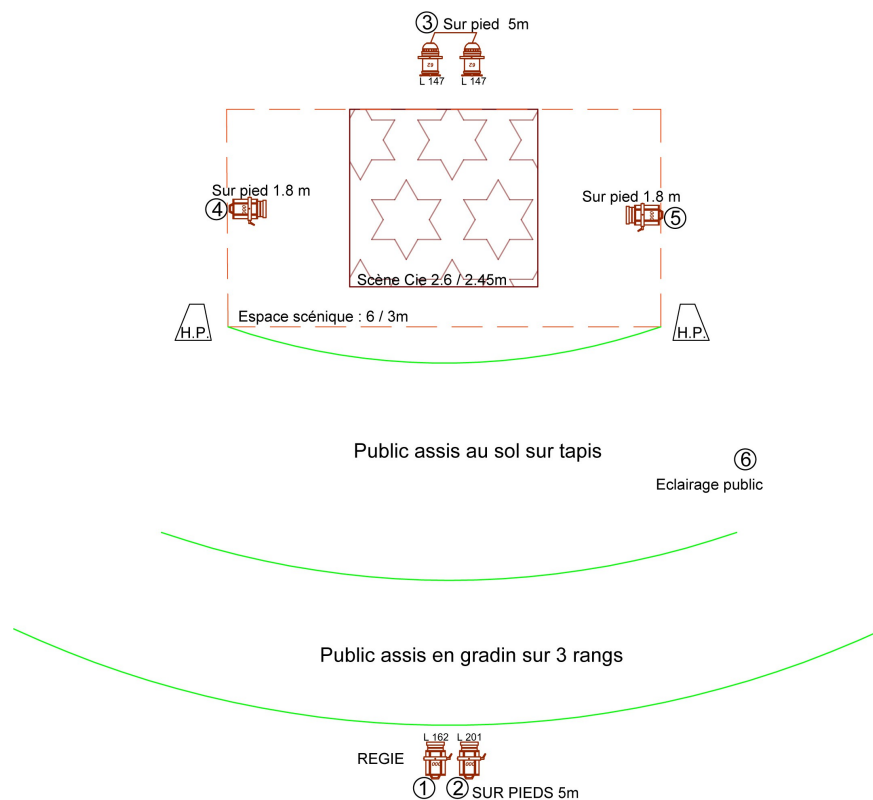 ③ Sur pied 5m
L 147 L 147
Sur pied 1.8 m
④
Sur pied 1.8 m
⑤
Scène Cie 2.6 / 2.45m
Espace scénique : 6 / 3m
H.P.
H.P.
Public assis au sol sur tapis
⑥
Eclairage public
Public assis en gradin sur 3 rangs
L 162 L 201
REGIE
① ② SUR PIEDS 5m